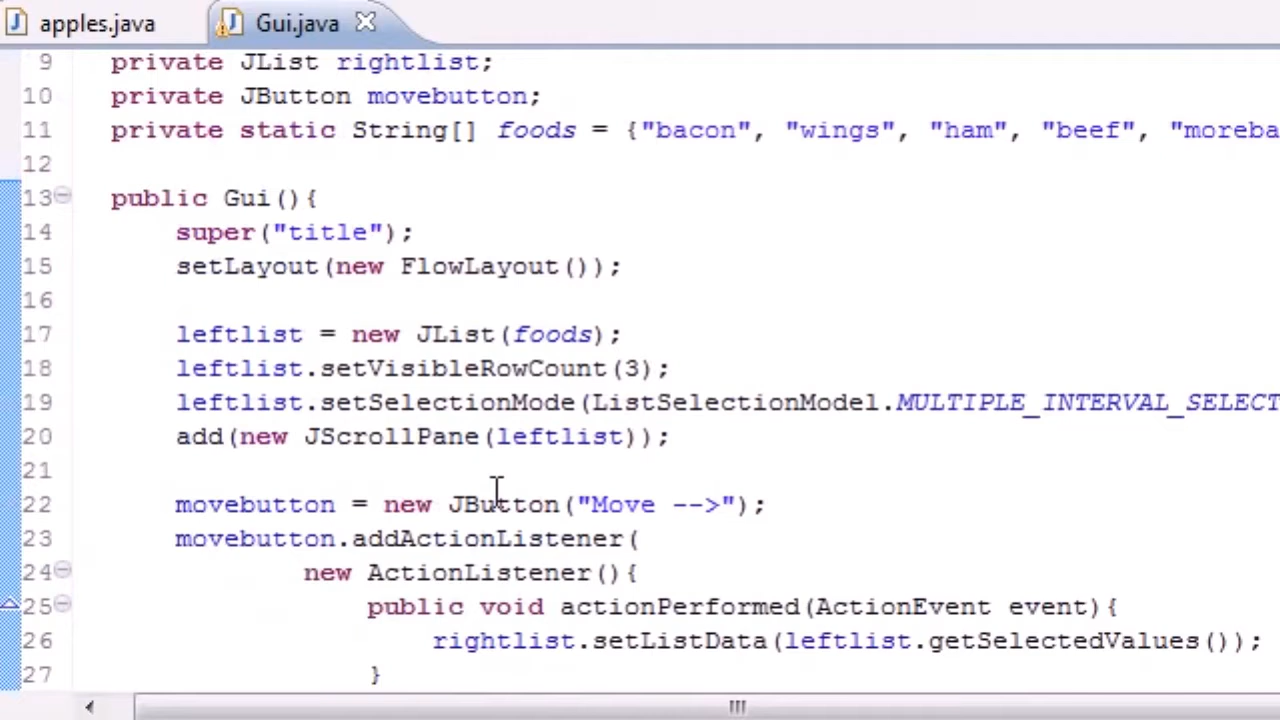 apples.java Gui.java
9 private JList rightlist;
10 private JButton movebutton;
11 private static String[] foods = {"bacon", "wings", "ham", "beef", "moreba
12
13 public Gui(){
14 super("title");
15 setLayout(new FlowLayout());
16
17 leftlist = new JList(foods);
18 leftlist.setVisibleRowCount(3);
19 leftlist.setSelectionMode(ListSelectionModel.MULTIPLE_INTERVAL_SELECT
20 add(new JScrollPane(leftlist));
21
22 movebutton = new JButton("Move -->");
23 movebutton.addActionListener(
24 new ActionListener(){
25 public void actionPerformed(ActionEvent event){
26 rightlist.setListData(leftlist.getSelectedValues());
27 }